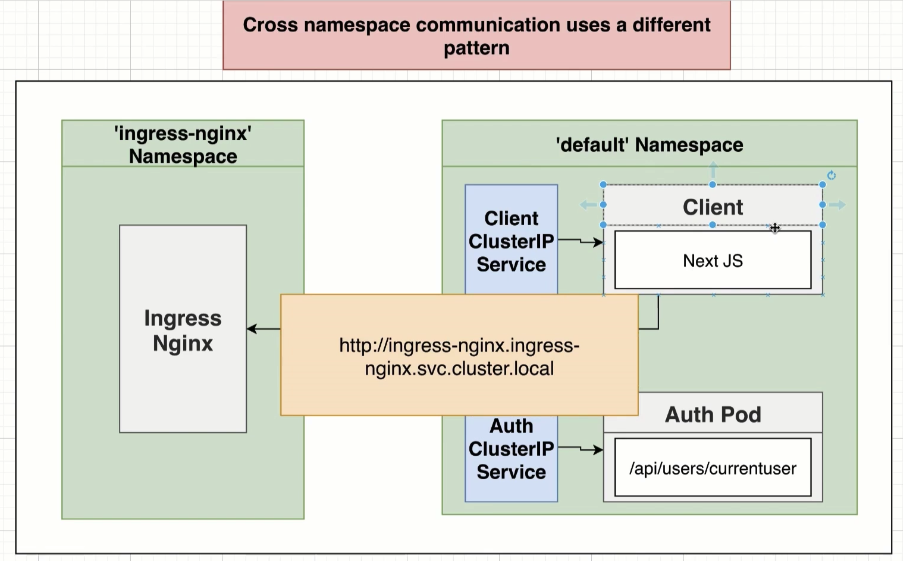 Cross namespace communication uses a different
pattern
'ingress-nginx'
Namespace
'default' Namespace
Client
ClusterIP
Service
Client
Next JS
Ingress
Nginx
http://ingress-nginx.ingress-
nginx.svc.cluster.local
Auth
ClusterIP
Service
Auth Pod
/api/users/currentuser